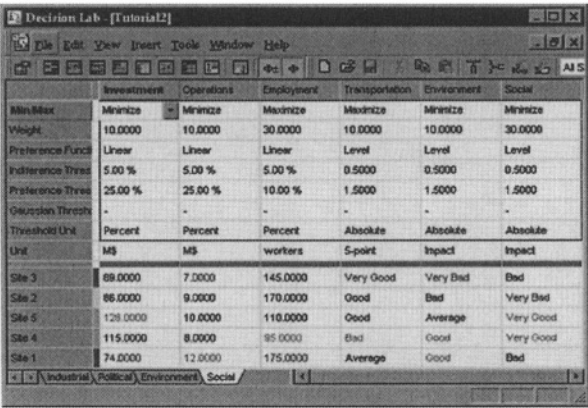 Decision Lab - [Tutorial2]
File Edit View Insert Tools Window Help
AI S
Investment Operations Employment Transportation Environment Social
Min/Max Minimize Minimize Maximize Maximize Minimize Minimize
Weight 10.0000 10.0000 30.0000 10.0000 10.0000 30.0000
Preference Functi Linear Linear Linear Level Level Level
Indifference Thres 5.00 % 5.00 % 5.00 % 0.5000 0.5000 0.5000
Preference Thres 25.00 % 25.00 % 10.00 % 1.5000 1.5000 1.5000
Gaussian Thresho - - - - - -
Threshold Unit Percent Percent Percent Absolute Absolute Absolute
Unit M$ M$ workers 5-point Impact Impact
Site 3 69.0000 7.0000 145.0000 Very Good Very Bad Bad
Site 2 86.0000 9.0000 170.0000 Good Bad Very Bad
Site 5 128.0000 10.0000 110.0000 Good Average Very Good
Site 4 115.0000 8.0000 95.0000 Bad Good Very Good
Site 1 74.0000 12.0000 175.0000 Average Good Bad
Industrial Political Environment Social